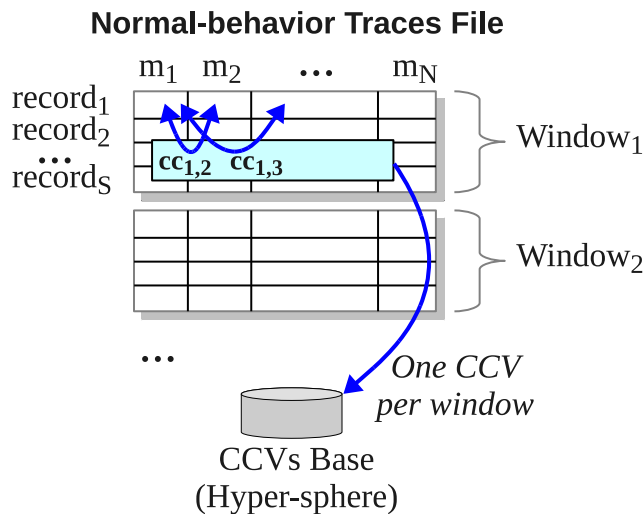 Normal-behavior Traces File
m1 m2 ... mN
record1
record2
...
recordS
cc1,2 cc1,3
Window1
Window2
...
One CCV
per window
CCVs Base
(Hyper-sphere)